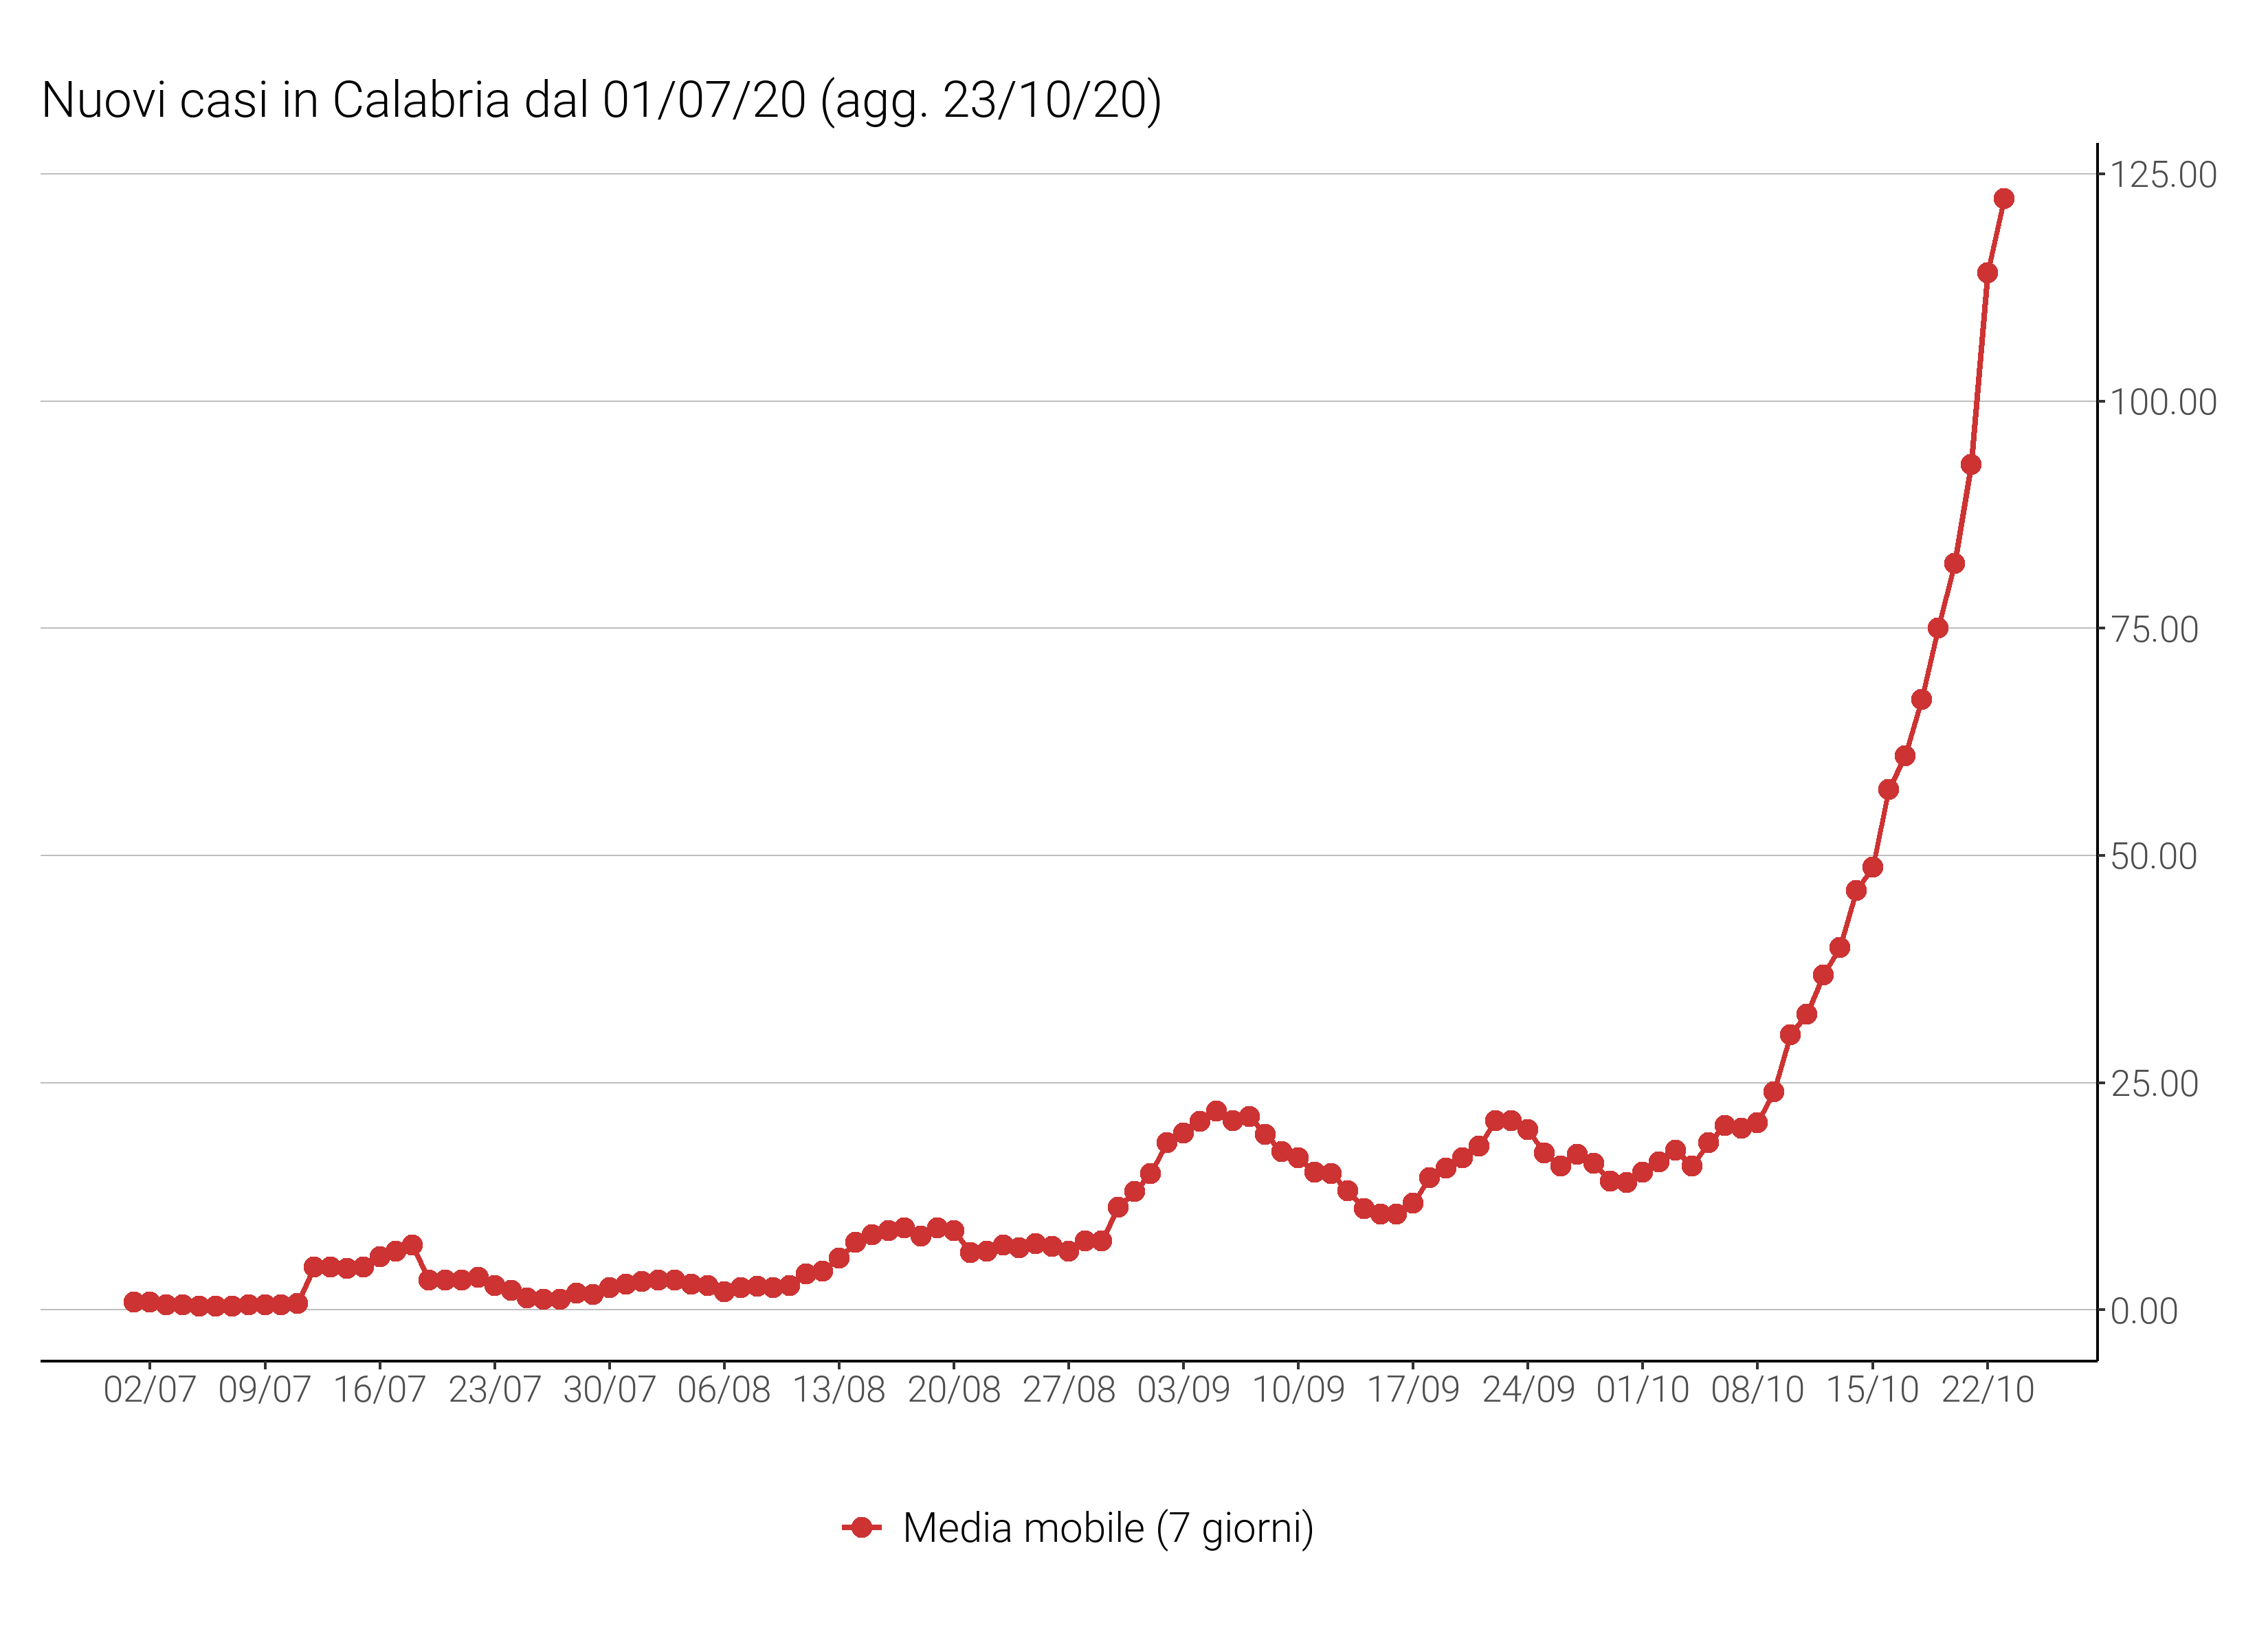 Nuovi casi in Calabria dal 01/07/20 (agg. 23/10/20)
125.00
100.00
75.00
50.00
25.00
0.00
02/07 09/07 16/07 23/07 30/07 06/08 13/08 20/08 27/08 03/09 10/09 17/09 24/09 01/10 08/10 15/10 22/10
Media mobile (7 giorni)